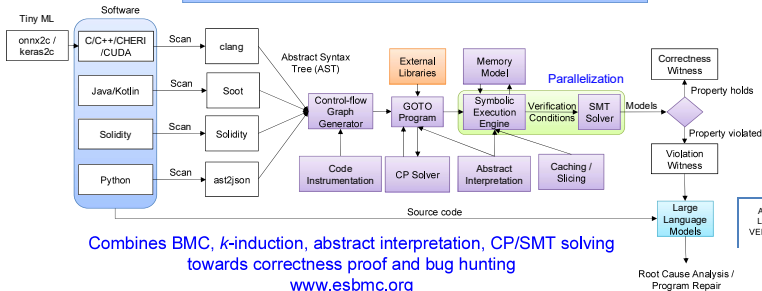 Tiny ML
Software
onnx2c /
keras2c
C/C++/CHERI
/CUDA
Scan
clang
Java/Kotlin
Scan
Soot
Solidity
Scan
Solidity
Python
Scan
ast2json
Abstract Syntax
Tree (AST)
Control-flow
Graph
Generator
Code
Instrumentation
External
Libraries
GOTO
Program
CP Solver
Memory
Model
Symbolic
Execution
Engine
Abstract
Interpretation
Parallelization
Verification
Conditions
SMT
Solver
Caching /
Slicing
Models
Correctness
Witness
Property holds
Property violated
Violation
Witness
Source code
Large
Language
Models
Root Cause Analysis /
Program Repair
Combines BMC, k-induction, abstract interpretation, CP/SMT solving
towards correctness proof and bug hunting
www.esbmc.org